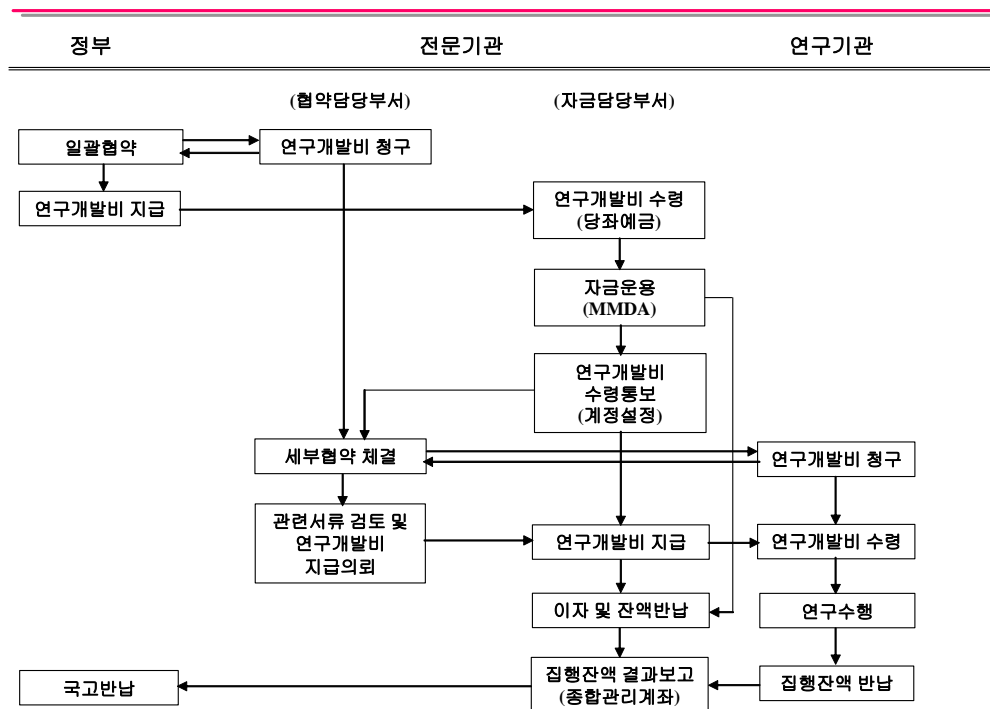 정부
전문기관
연구기관
(협약담당부서)
(자금담당부서)
일괄협약
연구개발비 청구
연구개발비 지급
연구개발비 수령
(당좌예금)
자금운용
(MMDA)
연구개발비
수령통보
(계정설정)
세부협약 체결
연구개발비 청구
관련서류 검토 및
연구개발비
지급의뢰
연구개발비 지급
연구개발비 수령
이자 및 잔액반납
연구수행
국고반납
집행잔액 결과보고
(종합관리계좌)
집행잔액 반납